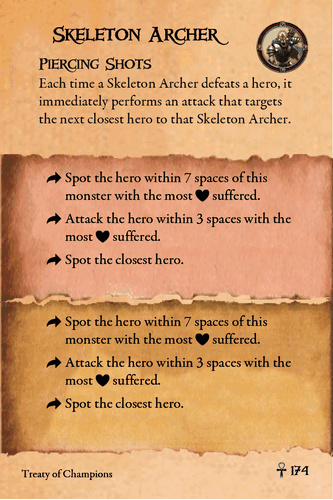 Skeleton Archer
Piercing Shots
Each time a Skeleton Archer defeats a hero, it
immediately performs an attack that targets
the next closest hero to that Skeleton Archer.
Spot the hero within 7 spaces of this
monster with the most ♥ suffered.
Attack the hero within 3 spaces with the
most ♥ suffered.
Spot the closest hero.
Spot the hero within 7 spaces of this
monster with the most ♥ suffered.
Attack the hero within 3 spaces with the
most ♥ suffered.
Spot the closest hero.
Treaty of Champions
174